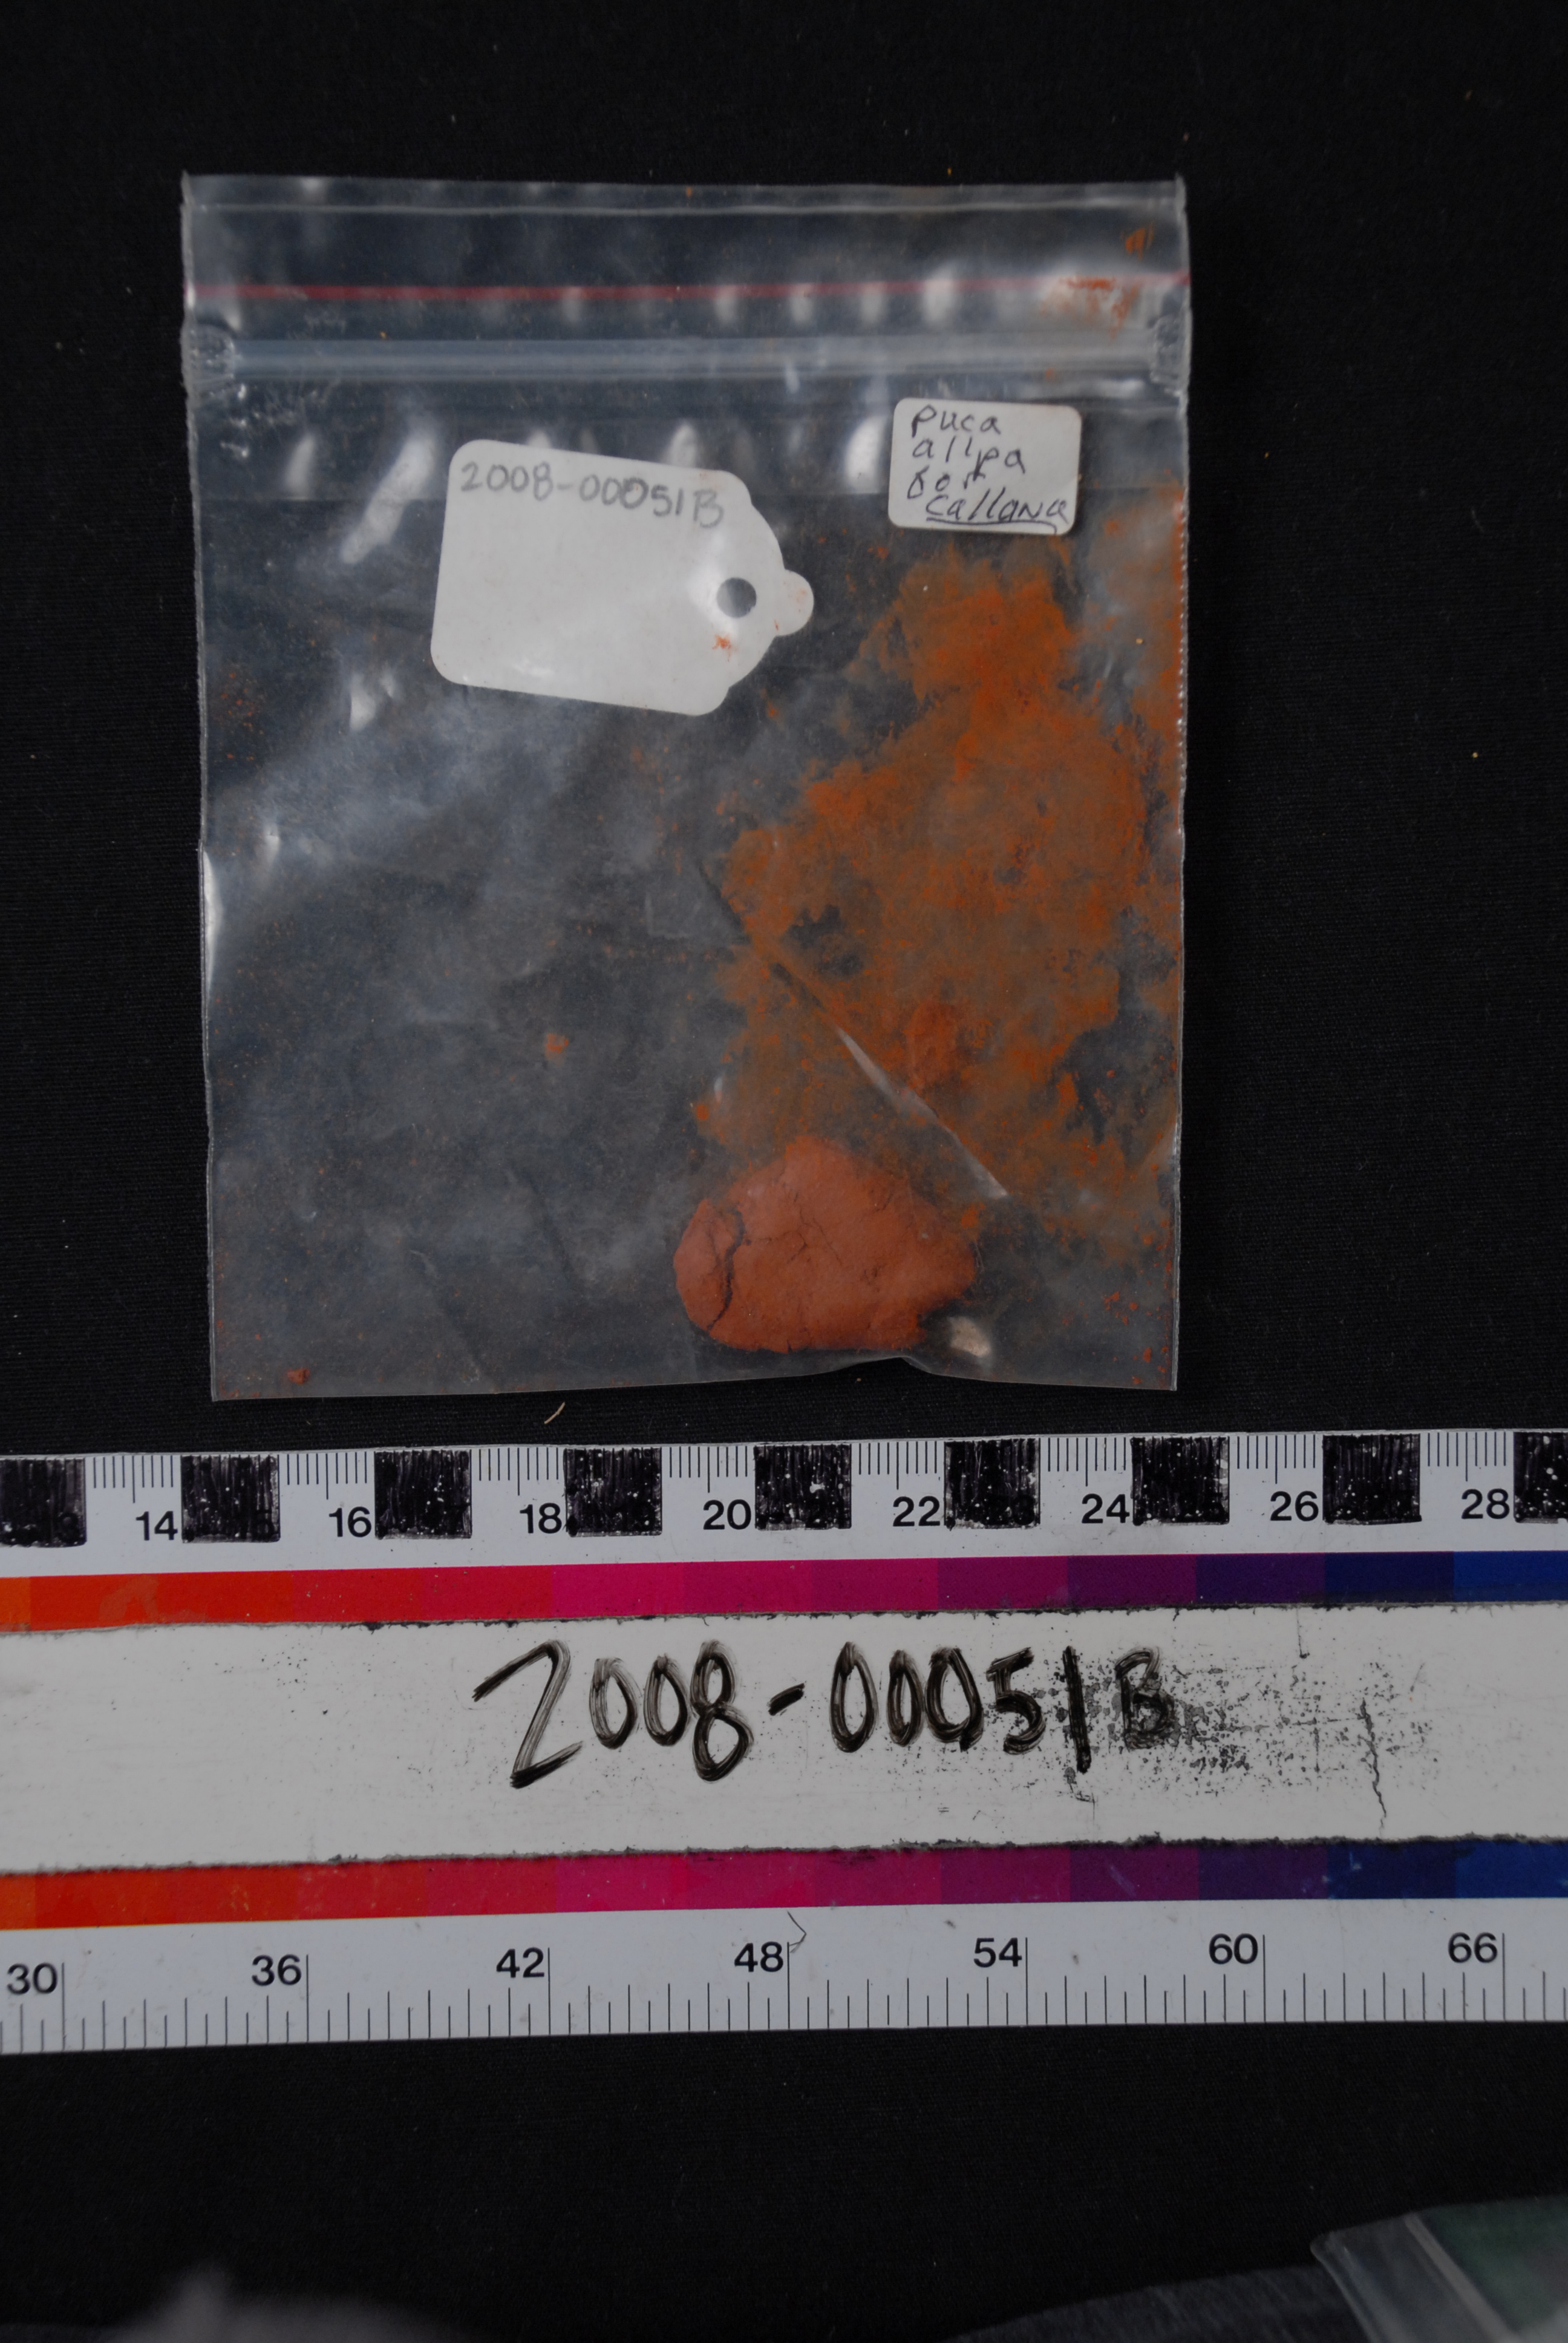 2008-00051B
Puca
allpa
for
callana
14 16 18 20 22 24 26 28
2008-00051B
30 36 42 48 54 60 66